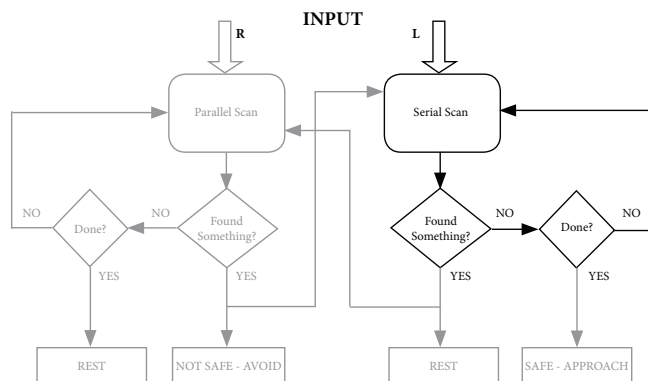 INPUT
R
L
Parallel Scan
Serial Scan
NO
Done?
NO
Found
Something?
Found
Something?
NO
Done?
NO
YES
YES
YES
YES
REST
NOT SAFE - AVOID
REST
SAFE - APPROACH